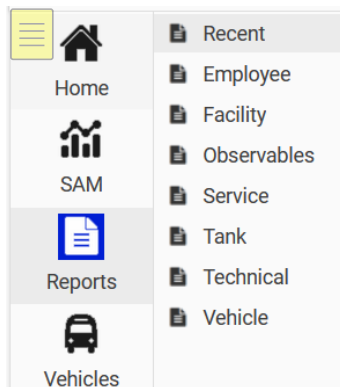 Home
SAM
Reports
Vehicles
Recent
Employee
Facility
Observables
Service
Tank
Technical
Vehicle